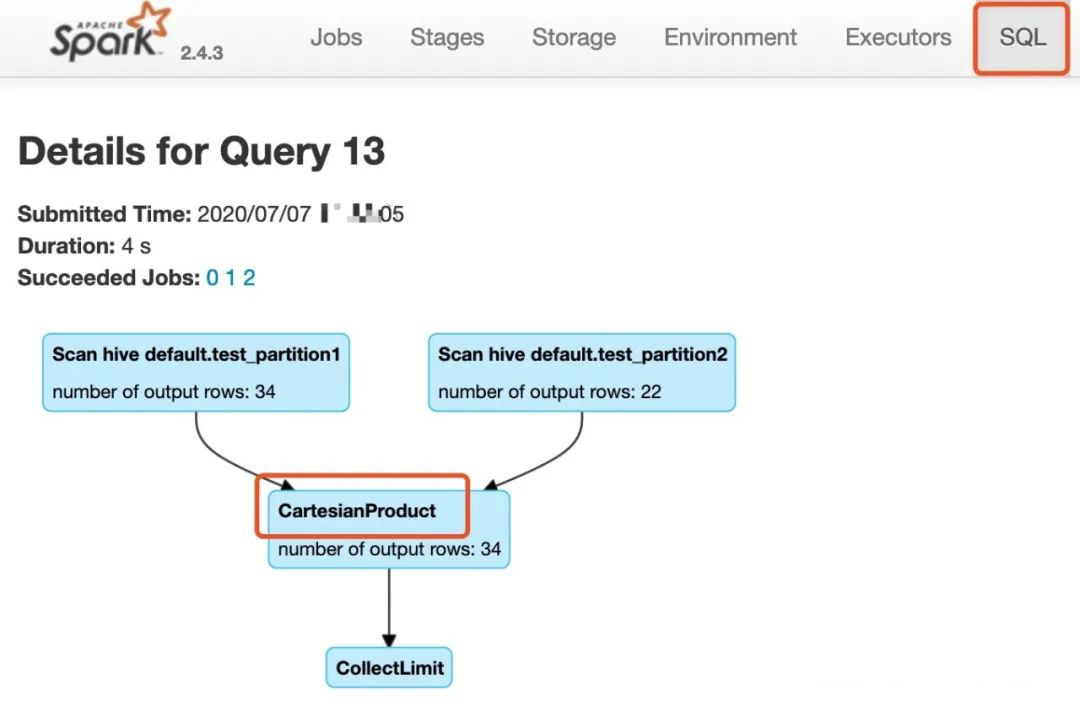 APACHE
Spark 2.4.3 Jobs Stages Storage Environment Executors SQL
Details for Query 13
Submitted Time: 2020/07/07 05
Duration: 4 s
Succeeded Jobs: 0 1 2
Scan hive default.test_partition1
number of output rows: 34
Scan hive default.test_partition2
number of output rows: 22
CartesianProduct
number of output rows: 34
CollectLimit